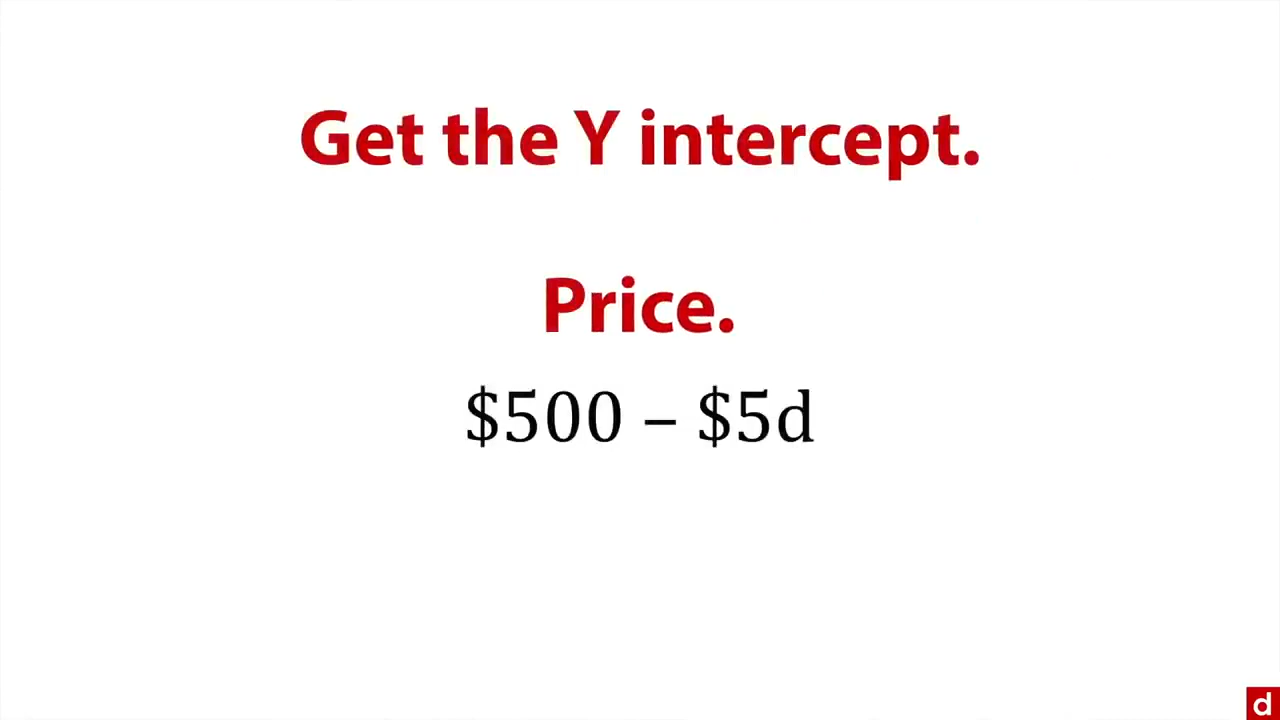 Get the Y intercept.
Price.
$500 – $5d
d